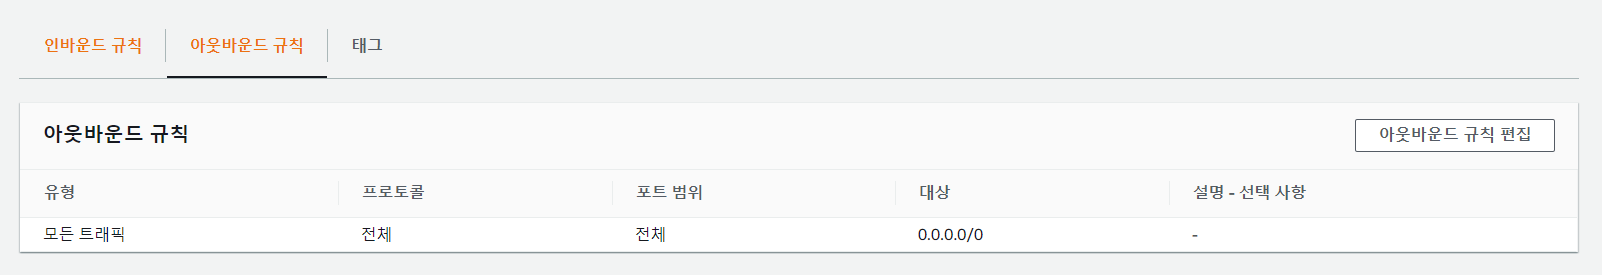 인바운드 규칙 아웃바운드 규칙 태그
아웃바운드 규칙 아웃바운드 규칙 편집
유형 프로토콜 포트 범위 대상 설명 - 선택 사항
모든 트래픽 전체 전체 0.0.0.0/0 -